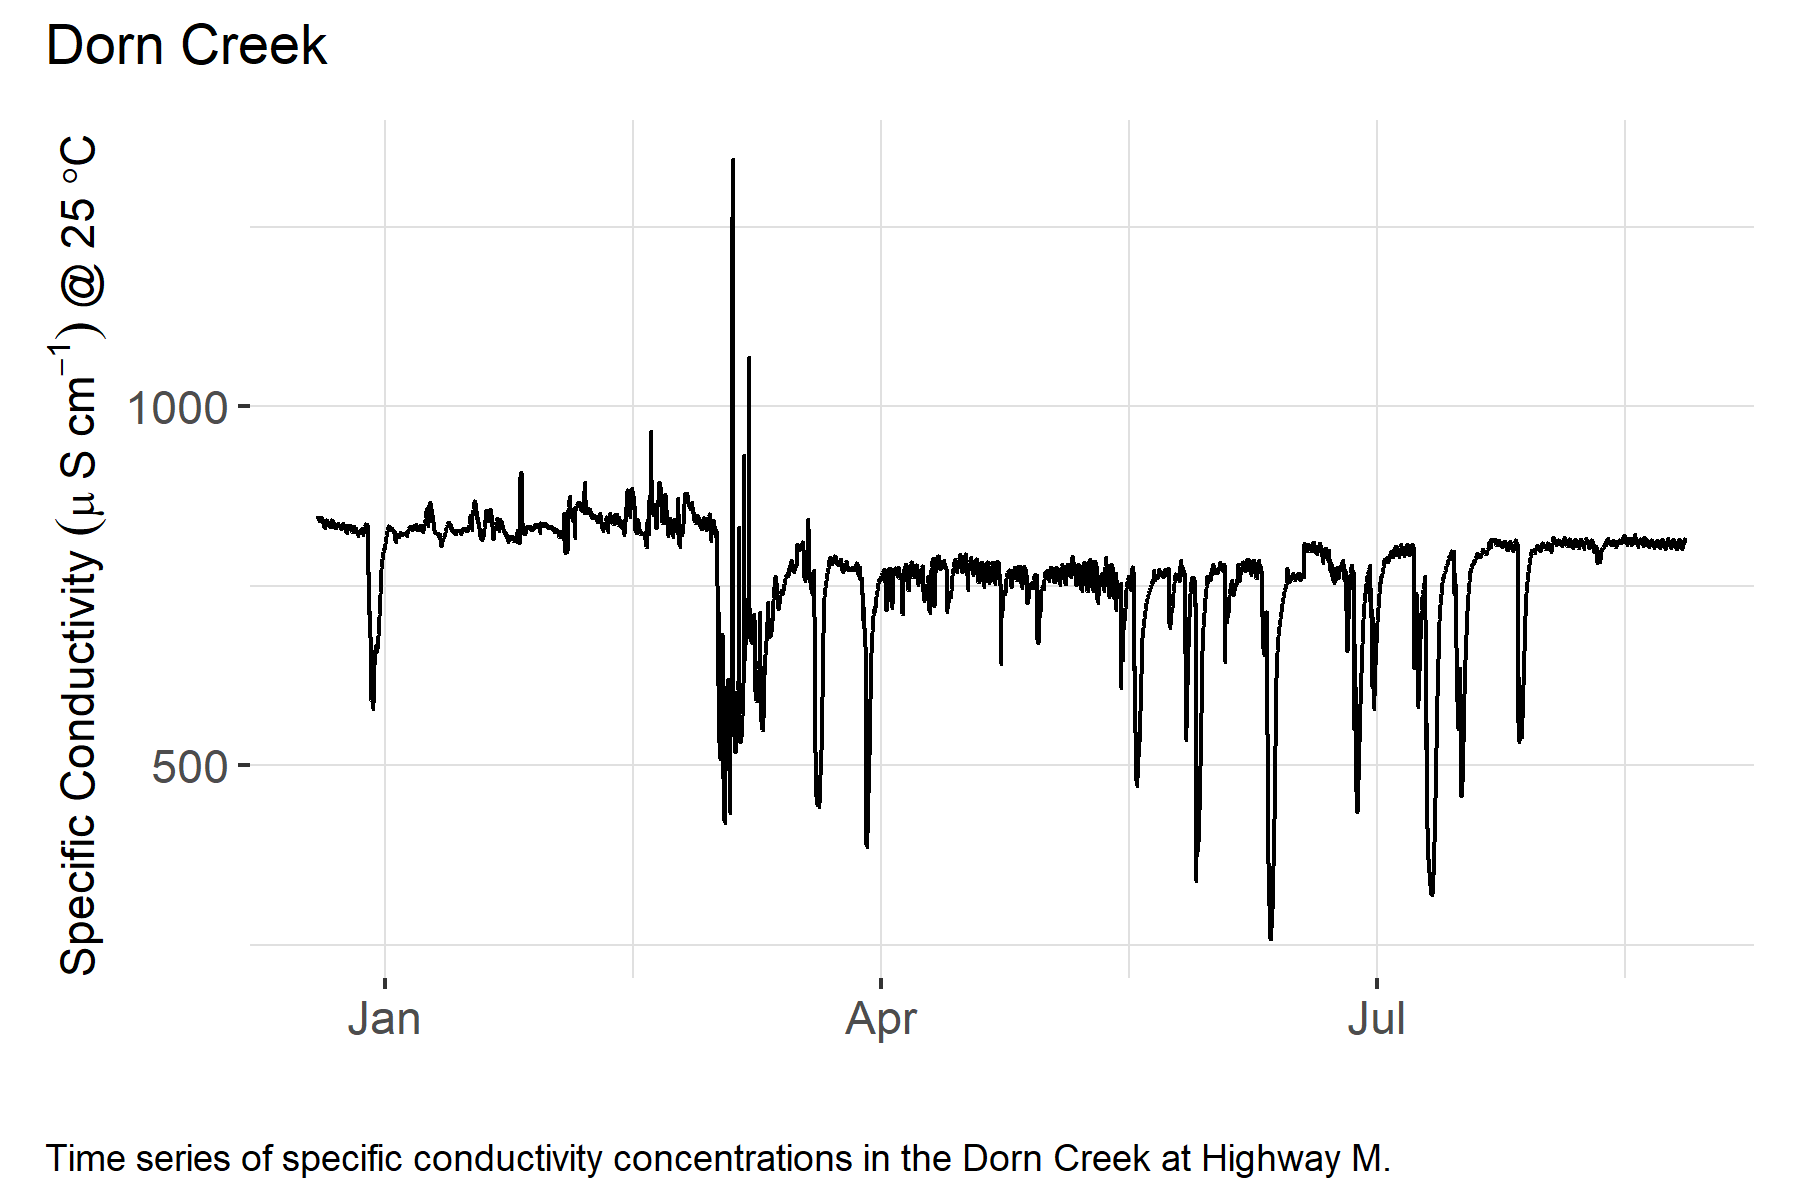 Dorn Creek
Specific Conductivity (μ S cm⁻¹) @ 25 °C
1000
500
Jan Apr Jul
Time series of specific conductivity concentrations in the Dorn Creek at Highway M.